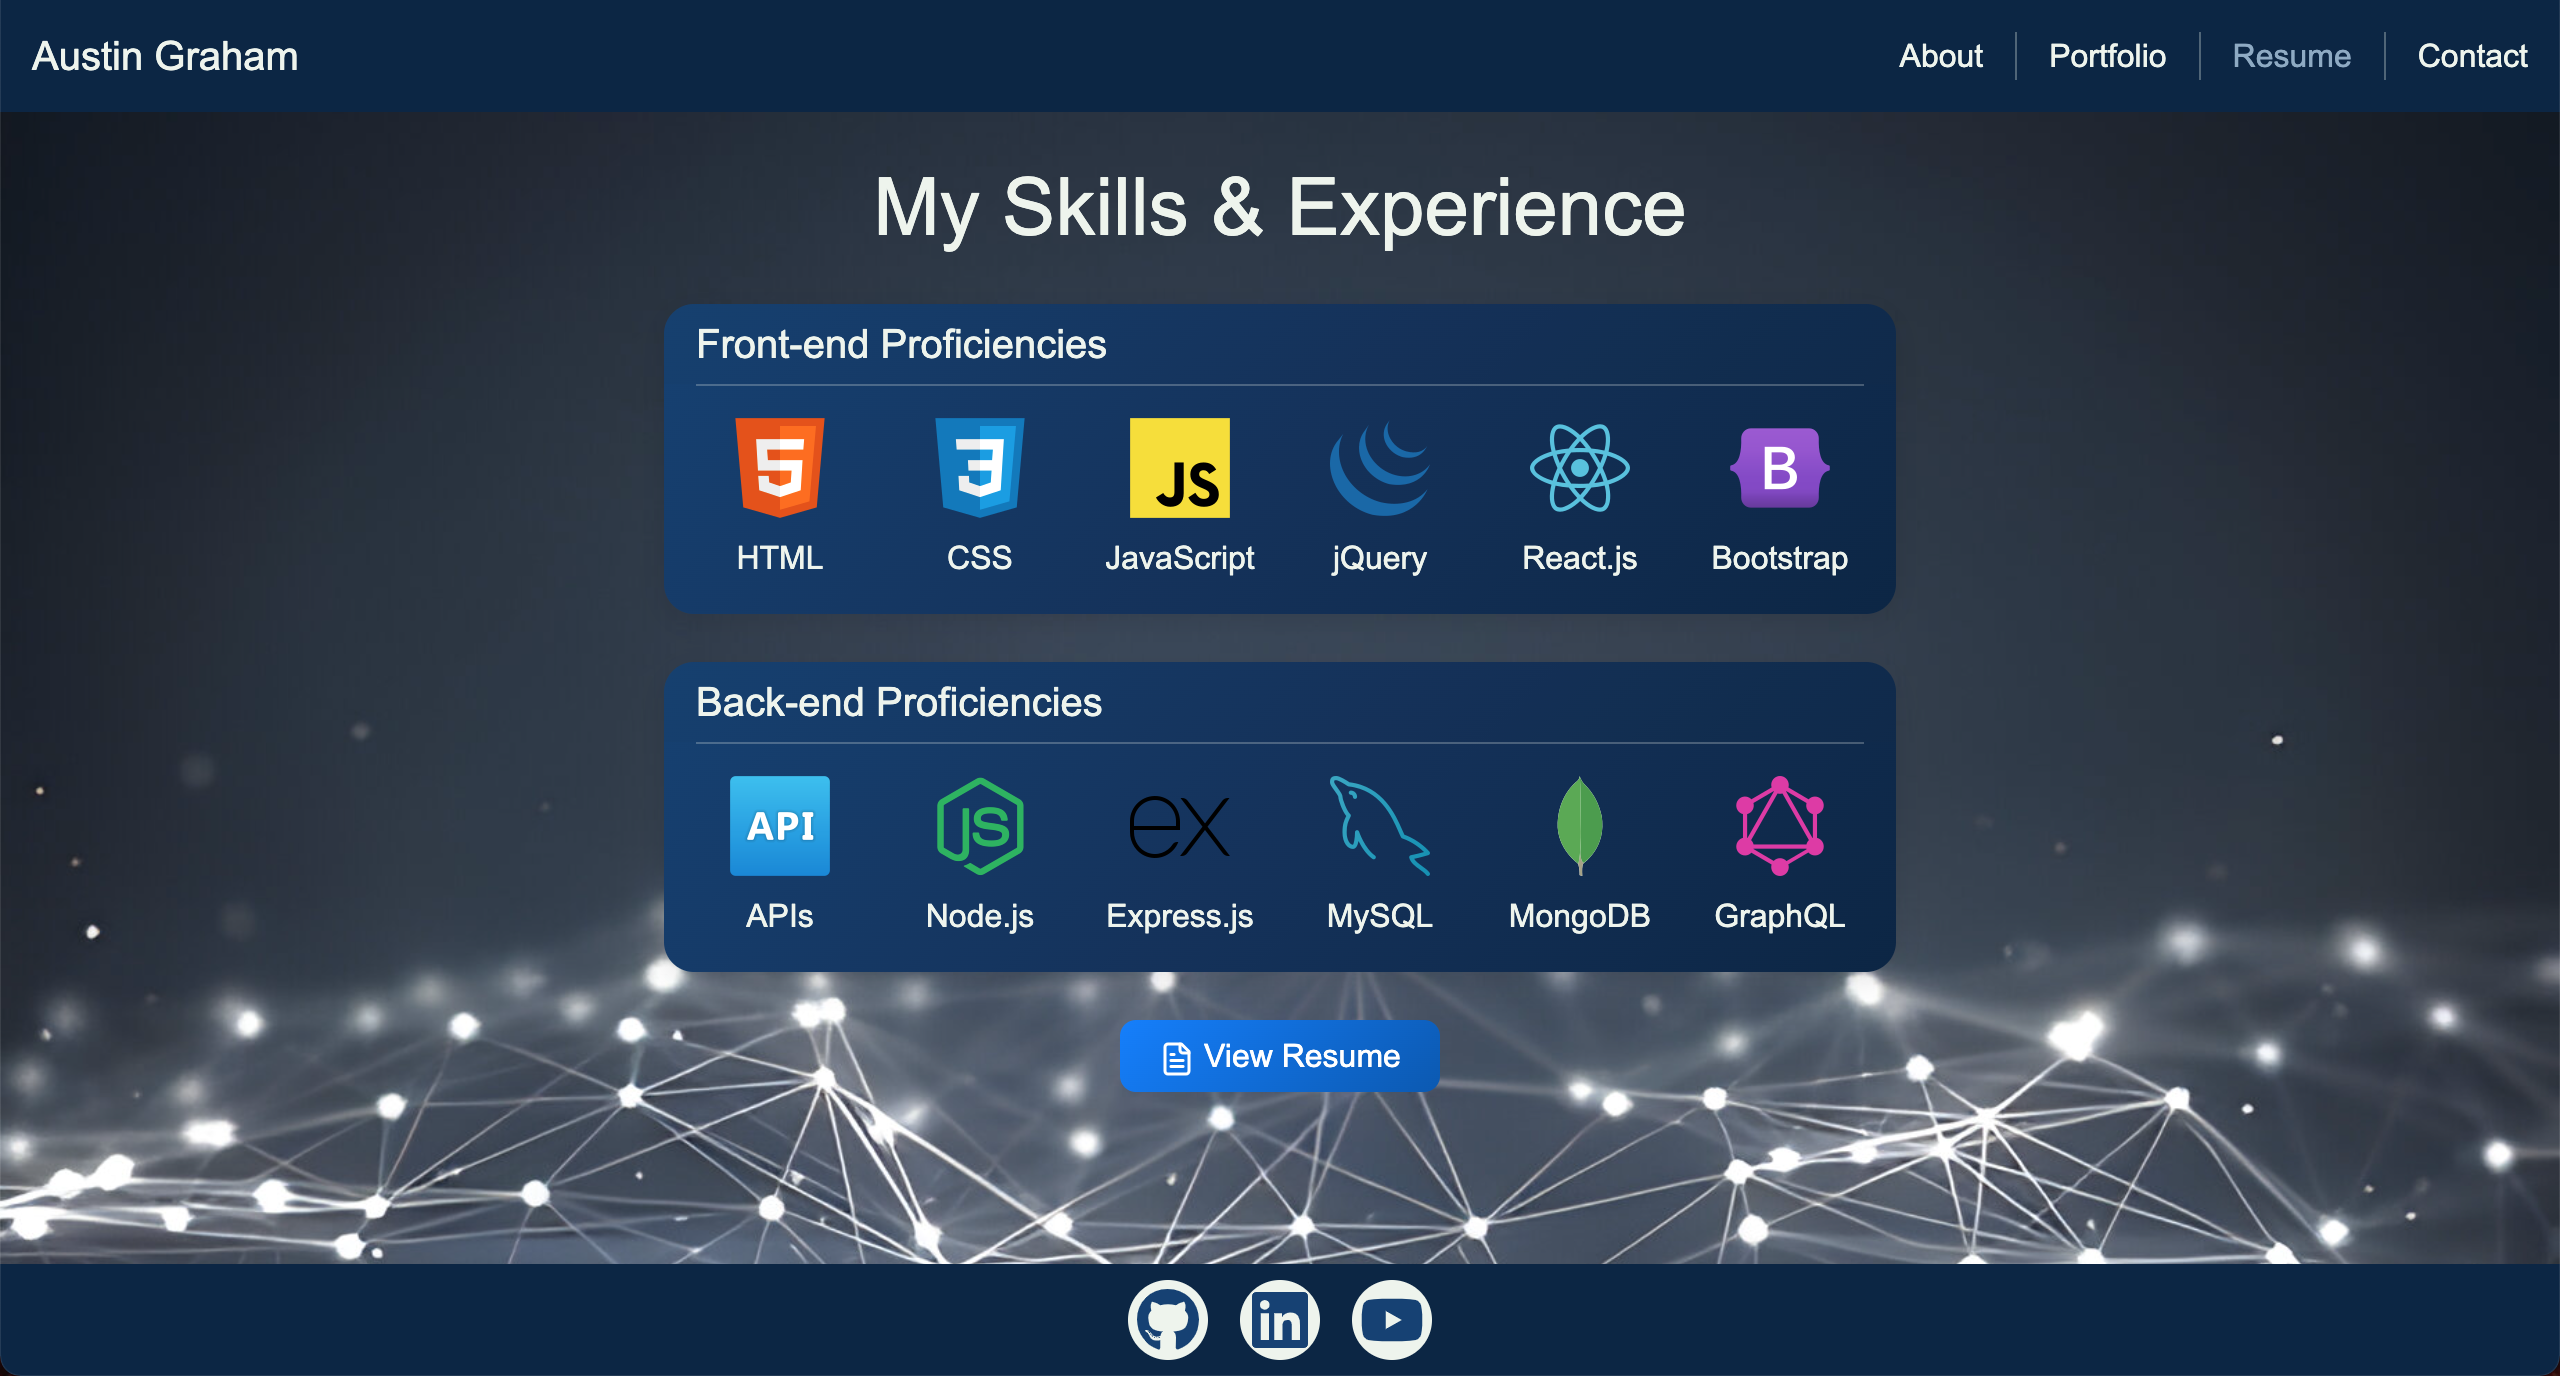 Austin Graham
About Portfolio Resume Contact
My Skills & Experience
Front-end Proficiencies
5 3 JS B
HTML CSS JavaScript jQuery React.js Bootstrap
Back-end Proficiencies
API JS ex
APIs Node.js Express.js MySQL MongoDB GraphQL
View Resume
in